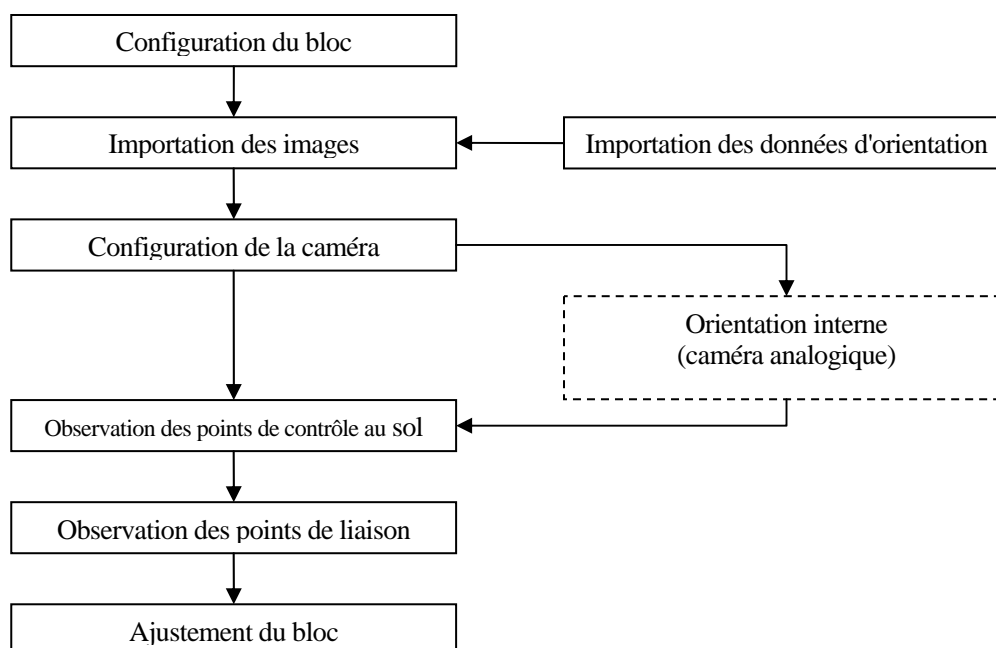 Configuration du bloc
Importation des images
Importation des données d'orientation
Configuration de la caméra
Orientation interne
(caméra analogique)
Observation des points de contrôle au sol
Observation des points de liaison
Ajustement du bloc